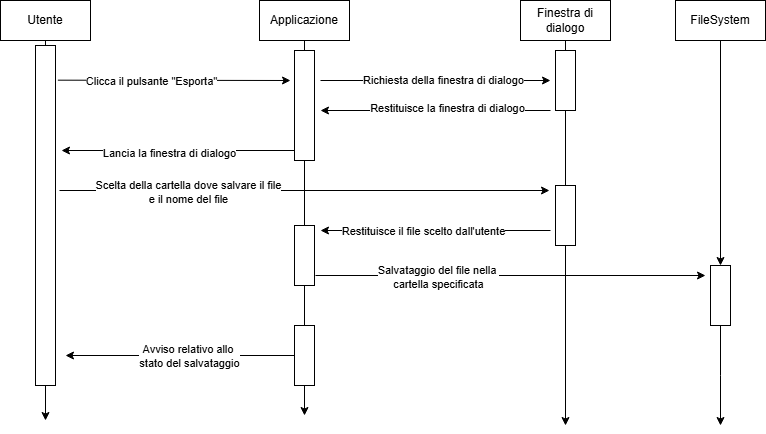 Utente
Applicazione
Finestra di
dialogo
FileSystem
Clicca il pulsante "Esporta"
Richiesta della finestra di dialogo
Restituisce la finestra di dialogo
Lancia la finestra di dialogo
Scelta della cartella dove salvare il file
e il nome del file
Restituisce il file scelto dall'utente
Salvataggio del file nella
cartella specificata
Avviso relativo allo
stato del salvataggio